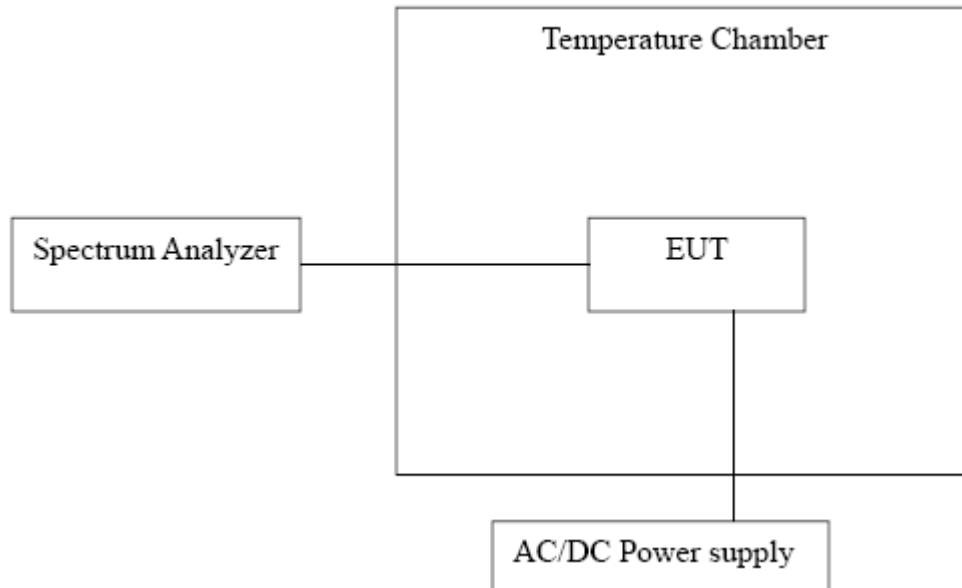 Temperature Chamber
Spectrum Analyzer
EUT
AC/DC Power supply